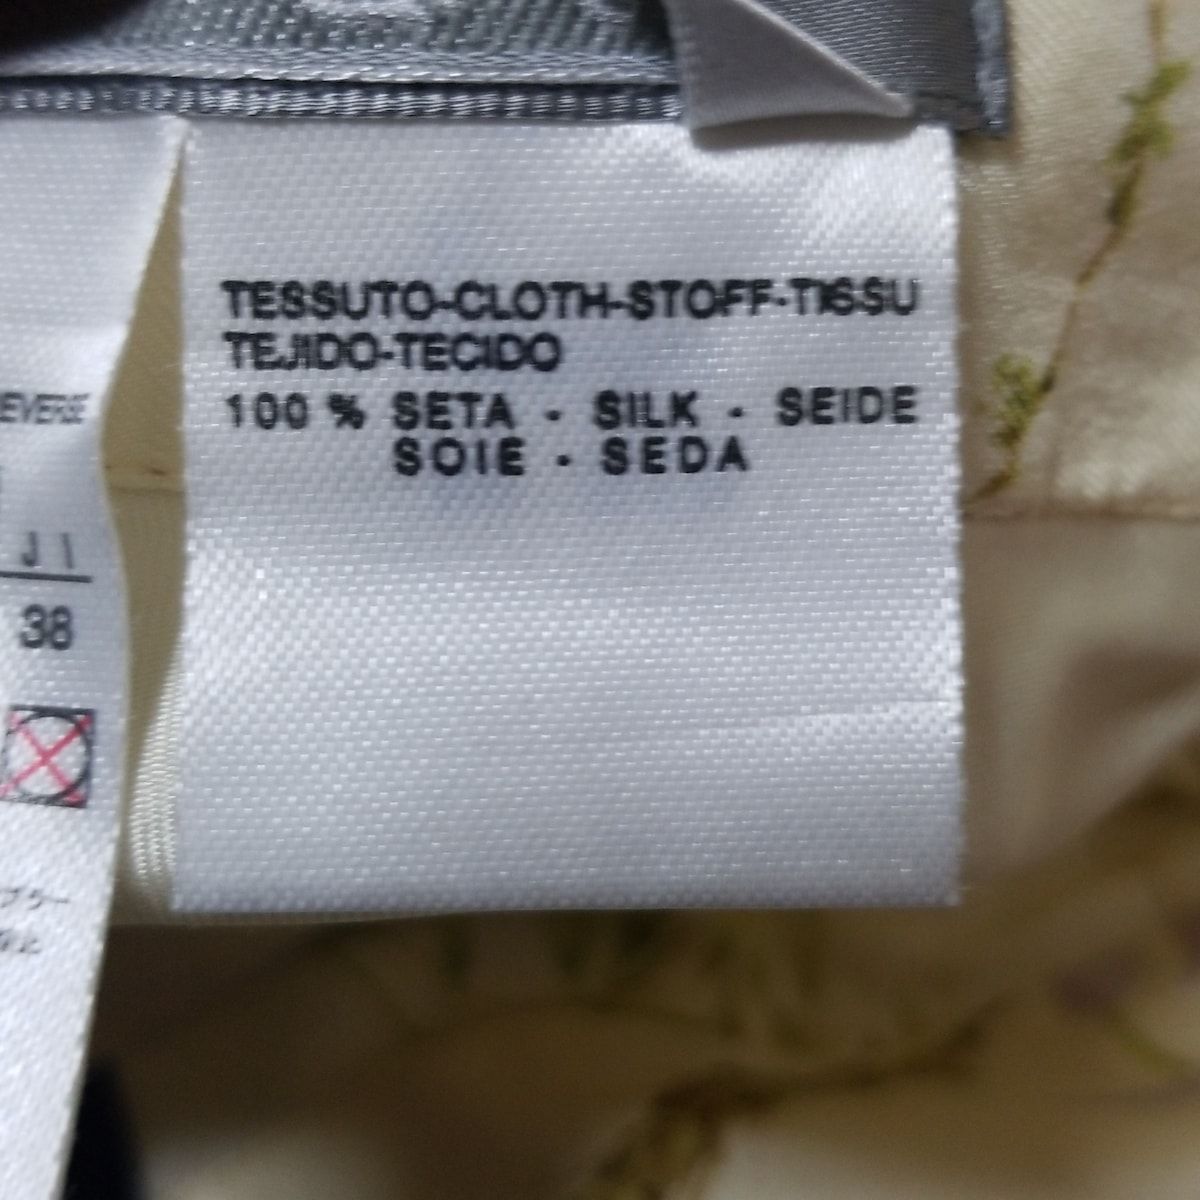 TESSUTO-CLOTH-STOFF-TISSU
TEJIDO-TECIDO
100 % SETA - SILK - SEIDE
SOIE - SEDA
EVERSE
J I
38